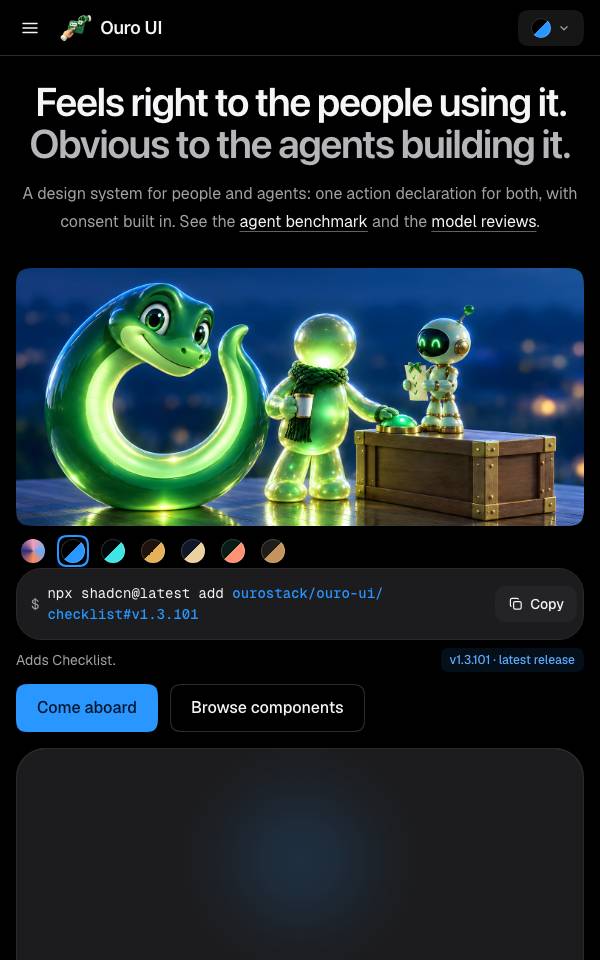 Ouro UI
Feels right to the people using it.
Obvious to the agents building it.
A design system for people and agents: one action declaration for both, with
consent built in. See the agent benchmark and the model reviews.
$ npx shadcn@latest add ourostack/ouro-ui/
checklist#v1.3.101
Copy
Adds Checklist.
v1.3.101 · latest release
Come aboard
Browse components